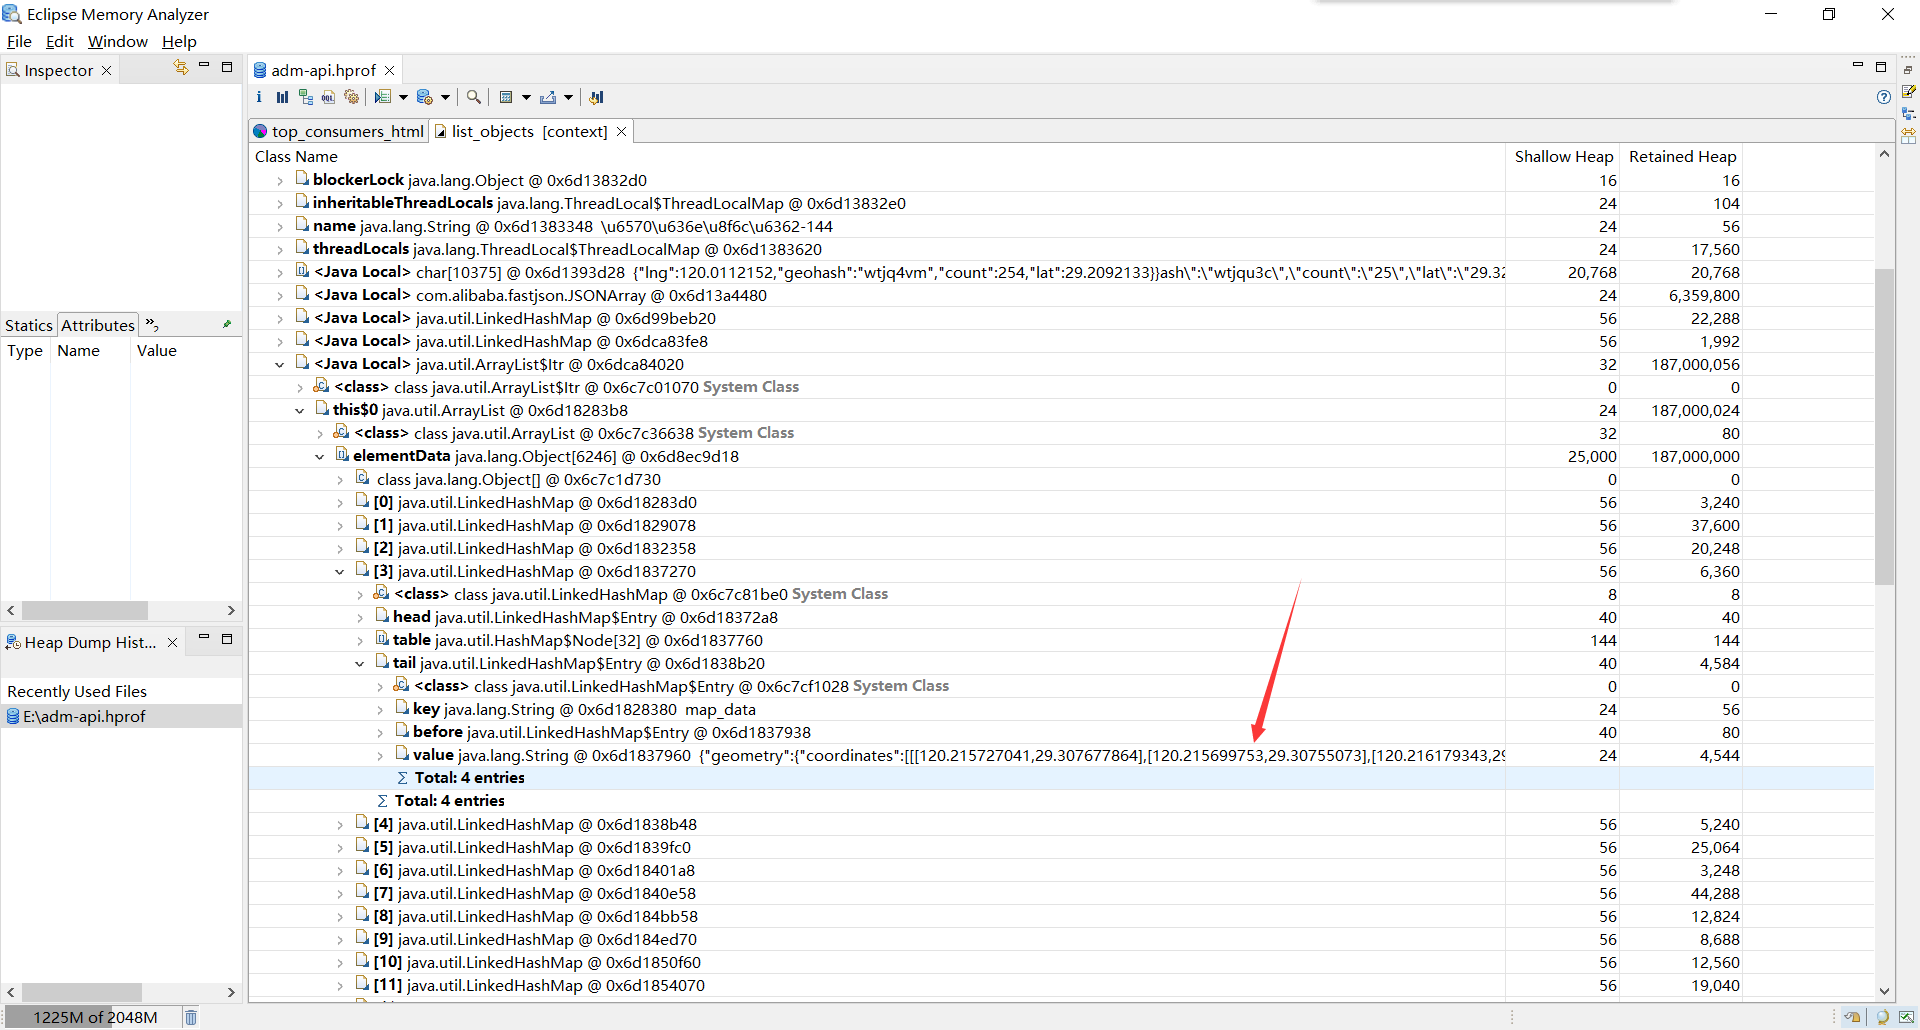 Eclipse Memory Analyzer
File Edit Window Help
Inspector
adm-api.hprof
top_consumers_html list_objects [context]
Class Name Shallow Heap Retained Heap
blockerLock java.lang.Object @ 0x6d13832d0 16 16
inheritableThreadLocals java.lang.ThreadLocal$ThreadLocalMap @ 0x6d13832e0 24 104
name java.lang.String @ 0x6d1383348 \u6570\u636e\u8f6c\u6362-144 24 56
threadLocals java.lang.ThreadLocal$ThreadLocalMap @ 0x6d1383620 24 17,560
<Java Local> char[10375] @ 0x6d1393d28 {"lng":120.0112152,"geohash":"wtjq4vm","count":254,"lat":29.2092133}}ash\":\"wtjqu3c\",\"count\":\"25\",\"lat\":\"29.32 20,768 20,768
<Java Local> com.alibaba.fastjson.JSONArray @ 0x6d13a4480 24 6,359,800
<Java Local> java.util.LinkedHashMap @ 0x6d99beb20 56 22,288
<Java Local> java.util.LinkedHashMap @ 0x6dca83fe8 56 1,992
<Java Local> java.util.ArrayList$Itr @ 0x6dca84020 32 187,000,056
<class> class java.util.ArrayList$Itr @ 0x6c7c01070 System Class 0 0
this$0 java.util.ArrayList @ 0x6d18283b8 24 187,000,024
<class> class java.util.ArrayList @ 0x6c7c36638 System Class 32 80
elementData java.lang.Object[6246] @ 0x6d8ec9d18 25,000 187,000,000
class java.lang.Object[] @ 0x6c7c1d730 0 0
[0] java.util.LinkedHashMap @ 0x6d18283d0 56 3,240
[1] java.util.LinkedHashMap @ 0x6d1829078 56 37,600
[2] java.util.LinkedHashMap @ 0x6d1832358 56 20,248
[3] java.util.LinkedHashMap @ 0x6d1837270 56 6,360
<class> class java.util.LinkedHashMap @ 0x6c7c81be0 System Class 8 8
head java.util.LinkedHashMap$Entry @ 0x6d18372a8 40 40
table java.util.HashMap$Node[32] @ 0x6d1837760 144 144
tail java.util.LinkedHashMap$Entry @ 0x6d1838b20 40 4,584
<class> class java.util.LinkedHashMap$Entry @ 0x6c7cf1028 System Class 0 0
key java.lang.String @ 0x6d1828380 map_data 24 56
before java.util.LinkedHashMap$Entry @ 0x6d1837938 40 80
value java.lang.String @ 0x6d1837960 {"geometry":{"coordinates":[[[120.215727041,29.307677864],[120.215699753,29.30755073],[120.216179343,29 24 4,544
Σ Total: 4 entries
Σ Total: 4 entries
[4] java.util.LinkedHashMap @ 0x6d1838b48 56 5,240
[5] java.util.LinkedHashMap @ 0x6d1839fc0 56 25,064
[6] java.util.LinkedHashMap @ 0x6d18401a8 56 3,248
[7] java.util.LinkedHashMap @ 0x6d1840e58 56 44,288
[8] java.util.LinkedHashMap @ 0x6d184bb58 56 12,824
[9] java.util.LinkedHashMap @ 0x6d184ed70 56 8,688
[10] java.util.LinkedHashMap @ 0x6d1850f60 56 12,560
[11] java.util.LinkedHashMap @ 0x6d1854070 56 19,040
Statics Attributes »2
Type Name Value
Heap Dump Hist...
Recently Used Files
E:\adm-api.hprof
1225M of 2048M